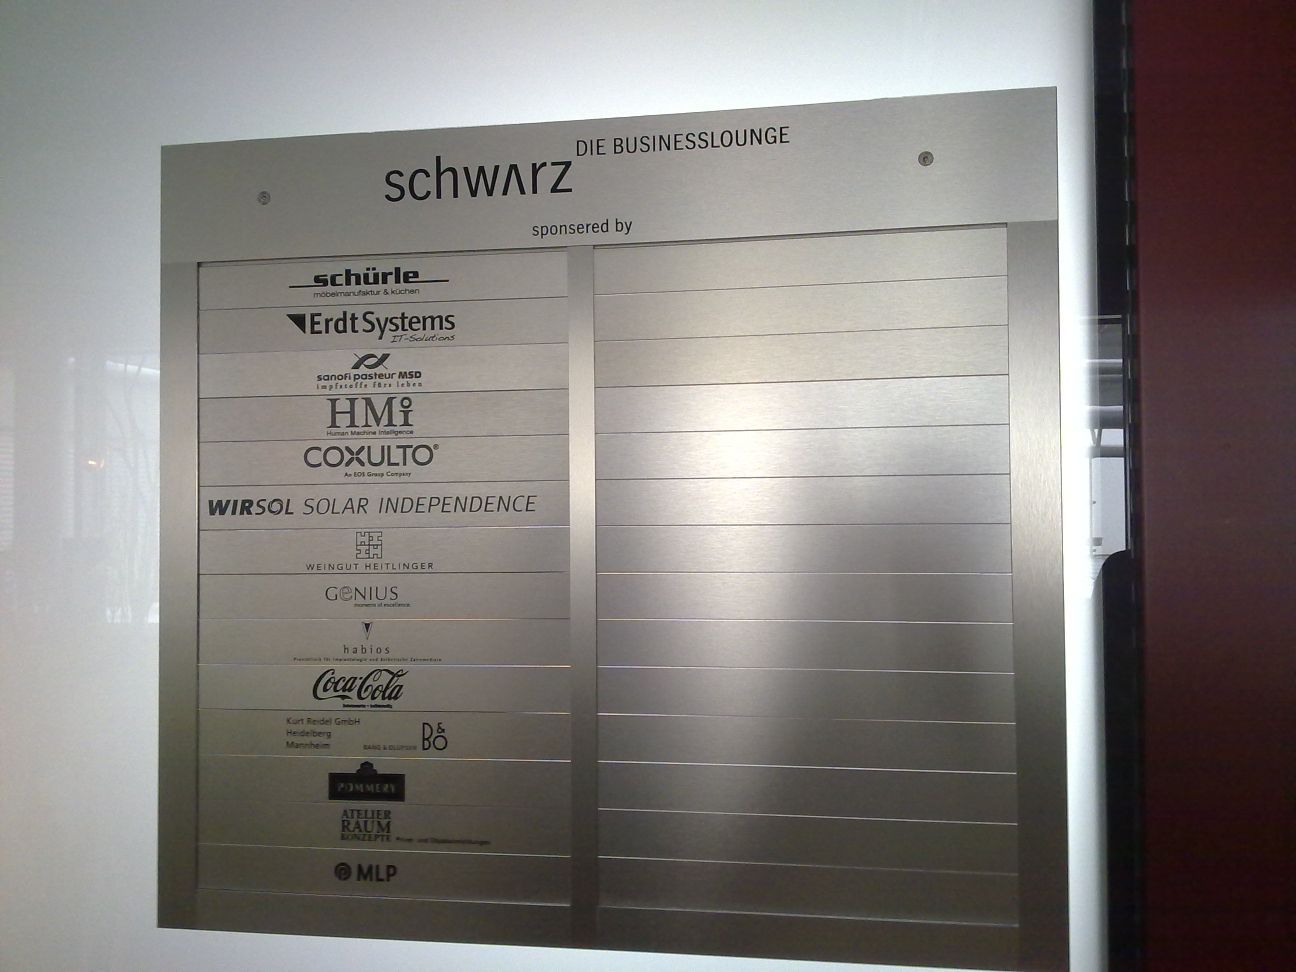 DIE BUSINESSLOUNGE
schwarz
sponsered by
schürle
möbelmanufaktur & küchen
Erdt Systems
IT-Solutions
sanofi pasteur MSD
impfstoffe fürs leben
HMi
Human Machine Intelligence
COXULTO®
An EOS Group Company
WIRSOL SOLAR INDEPENDENCE
WEINGUT HEITLINGER
GENIUS
moments of excellence
habios
Coca-Cola
Kurt Reidel GmbH
Heidelberg
Mannheim
BANG & OLUFSEN B&O
POMMERY
ATELIER
RAUM
KONZEPTE
MLP